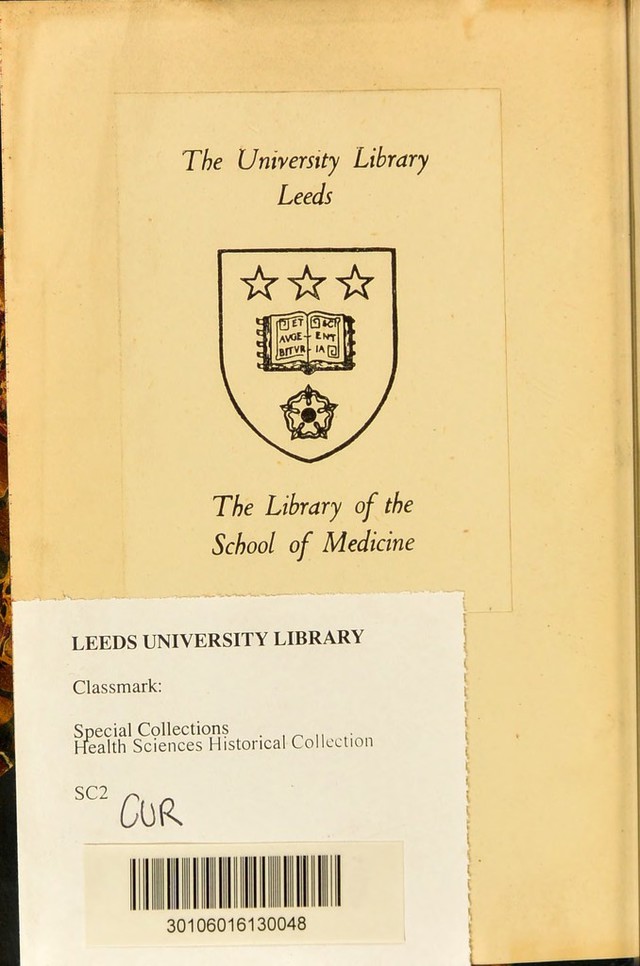 The University Library
Leeds
ET
AVGE-
BITVR
SCI
ENT
IA
The Library of the
School of Medicine
LEEDS UNIVERSITY LIBRARY
Classmark:
Special Collections
Health Sciences Historical Collection
SC2
CUR
30106016130048